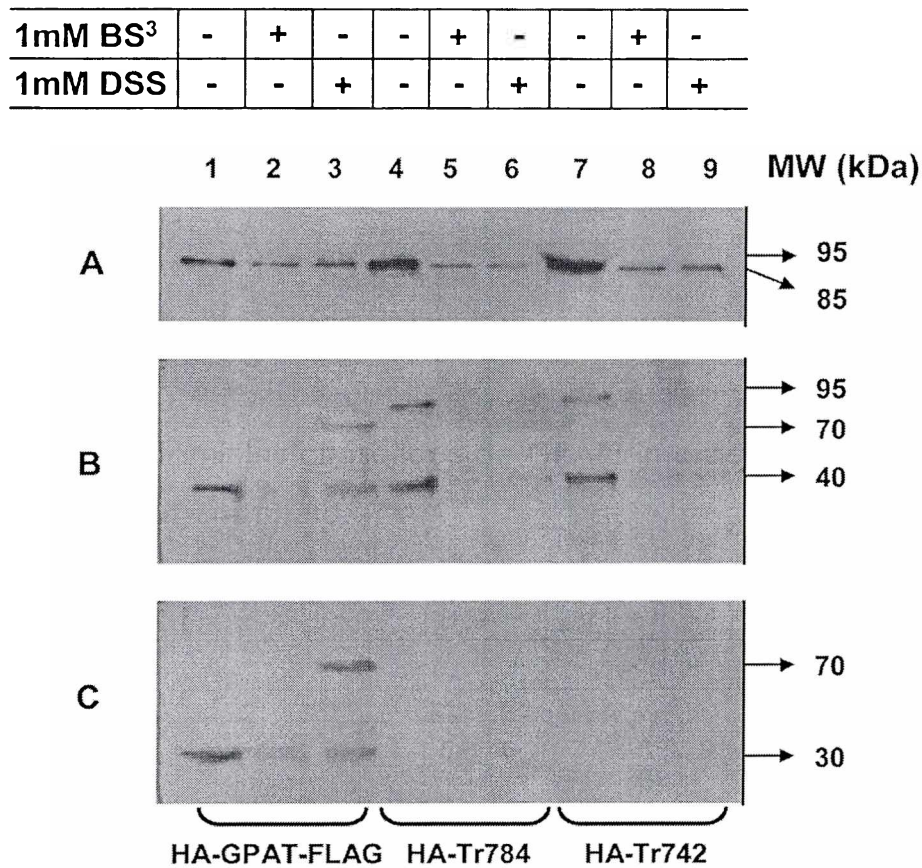 1mM BS³ - + - - + - - + -
1mM DSS - - + - - + - - +
1 2 3 4 5 6 7 8 9 MW (kDa)
A
95
85
B
95
70
40
C
70
30
HA-GPAT-FLAG HA-Tr784 HA-Tr742